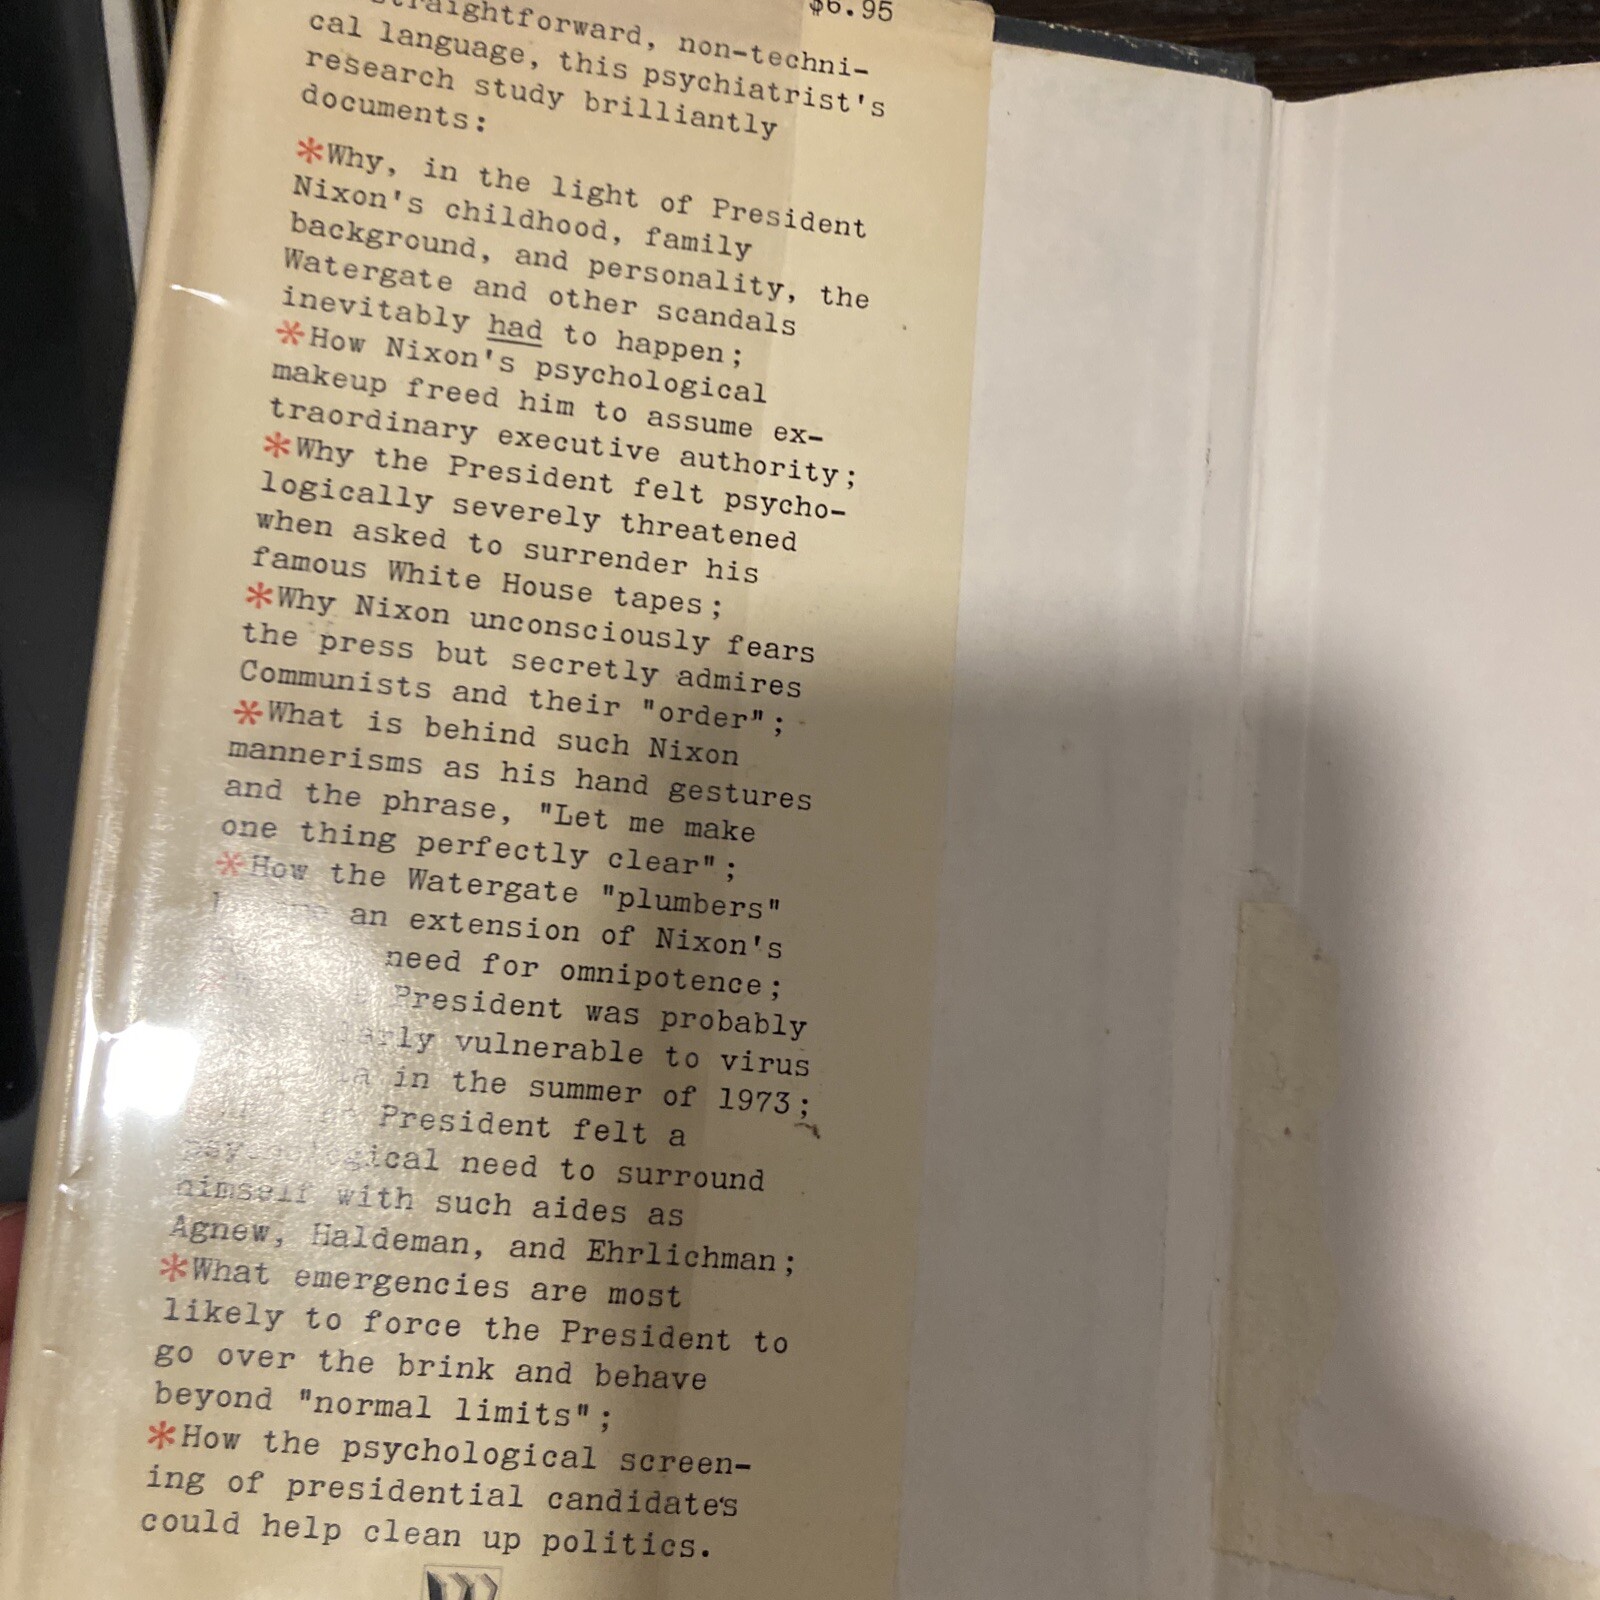 $6.95
straightforward, non-techni-
cal language, this psychiatrist's
research study brilliantly
documents:
*Why, in the light of President
Nixon's childhood, family
background, and personality, the
Watergate and other scandals
inevitably had to happen;
*How Nixon's psychological
makeup freed him to assume ex-
traordinary executive authority;
*Why the President felt psycho-
logically severely threatened
when asked to surrender his
famous White House tapes;
*Why Nixon unconsciously fears
the press but secretly admires
Communists and their "order";
*What is behind such Nixon
mannerisms as his hand gestures
and the phrase, "Let me make
one thing perfectly clear";
*How the Watergate "plumbers"
an extension of Nixon's
need for omnipotence;
President was probably
vulnerable to virus
in the summer of 1973;
President felt a
psychological need to surround
himself with such aides as
Agnew, Haldeman, and Ehrlichman;
*What emergencies are most
likely to force the President to
go over the brink and behave
beyond "normal limits";
*How the psychological screen-
ing of presidential candidates
could help clean up politics.